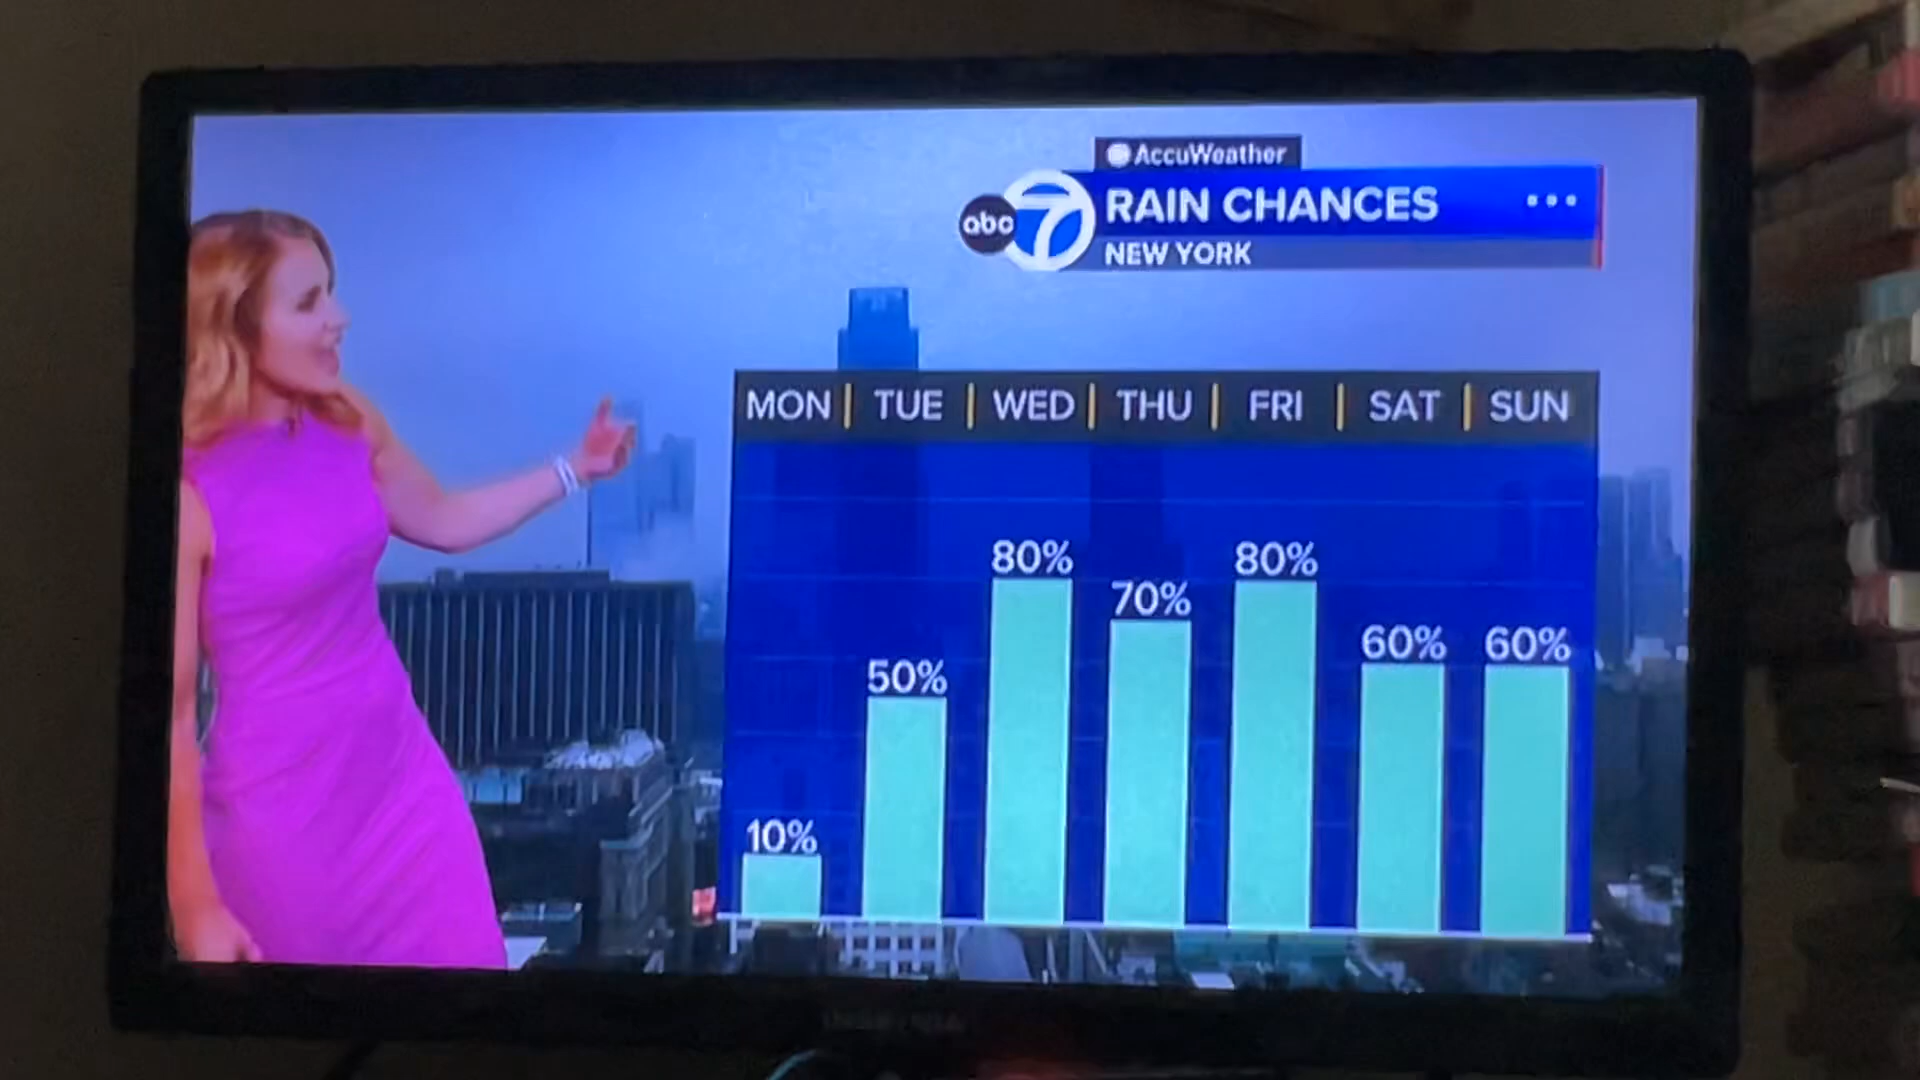 AccuWeather
abc 7 RAIN CHANCES
NEW YORK
MON TUE WED THU FRI SAT SUN
80% 80%
70%
60% 60%
50%
10%